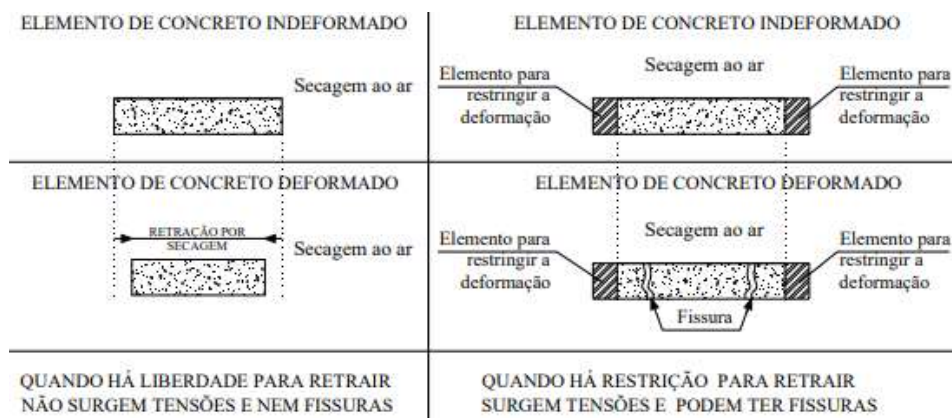 ELEMENTO DE CONCRETO INDEFORMADO
Secagem ao ar
ELEMENTO DE CONCRETO INDEFORMADO
Elemento para
restringir a
deformação
Secagem ao ar
Elemento para
restringir a
deformação
ELEMENTO DE CONCRETO DEFORMADO
RETRAÇÃO POR
SECAGEM
Secagem ao ar
ELEMENTO DE CONCRETO DEFORMADO
Elemento para
restringir a
deformação
Secagem ao ar
Elemento para
restringir a
deformação
Fissura
QUANDO HÁ LIBERDADE PARA RETRAIR
NÃO SURGEM TENSÕES E NEM FISSURAS
QUANDO HÁ RESTRIÇÃO PARA RETRAIR
SURGEM TENSÕES E PODEM TER FISSURAS